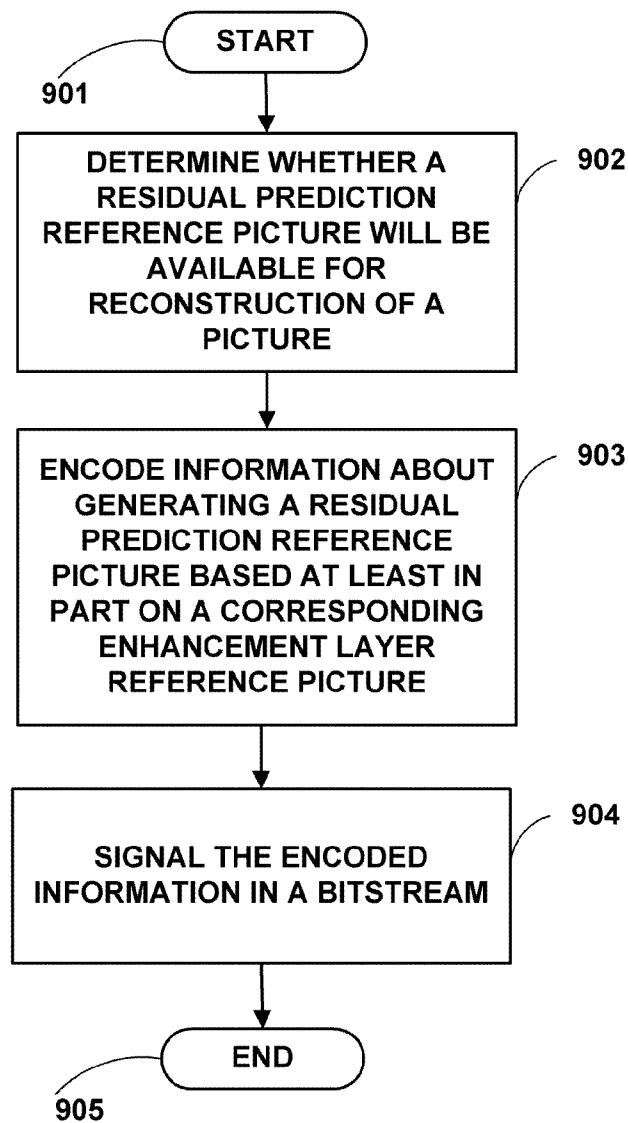 START
901
DETERMINE WHETHER A
RESIDUAL PREDICTION
REFERENCE PICTURE WILL BE
AVAILABLE FOR
RECONSTRUCTION OF A
PICTURE
902
ENCODE INFORMATION ABOUT
GENERATING A RESIDUAL
PREDICTION REFERENCE
PICTURE BASED AT LEAST IN
PART ON A CORRESPONDING
ENHANCEMENT LAYER
REFERENCE PICTURE
903
SIGNAL THE ENCODED
INFORMATION IN A BITSTREAM
904
END
905